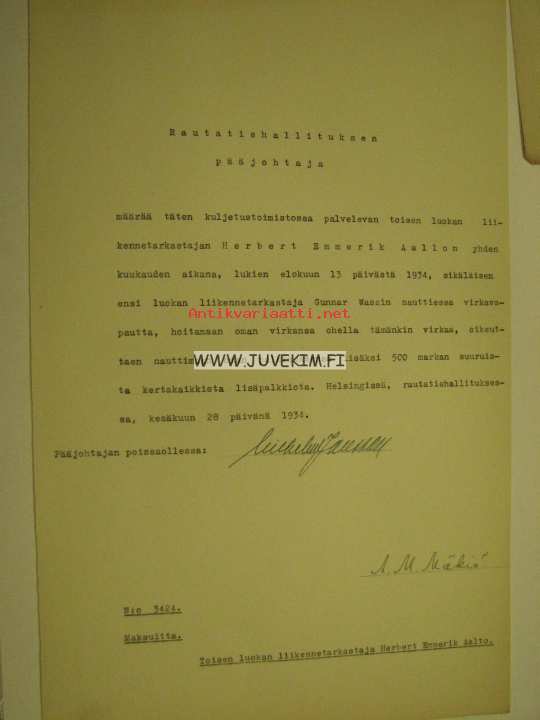 Rautatiehallituksen
pääjohtaja
määrää täten kuljetustoimistossa palvelevan toisen luokan lii-
kennetarkastajan Herbert Emmerik Aallon yhden
kuukauden aikana, lukien elokuun 13 päivästä 1934, sikäläisen
ensi luokan liikennetarkastaja Gunnar Wassin nauttiessa virkava-
Antikvariaatti.net
pautta, hoitamaan oman virkansa ohella tämänkin virkaa, oikeut-
taen nauttim
WWW.JUVEKIM.FI
lisäksi 500 markan suuruis-
ta kertakaikkista lisäpalkkiota. Helsingissä, rautatiehallitukses-
sa, kesäkuun 28 päivänä 1934.
Pääjohtajan poissaollessa:
A. M. Mäkiö
N:o 3424.
Maksuitta.
Toisen luokan liikennetarkastaja Herbert Emmerik Aalto.